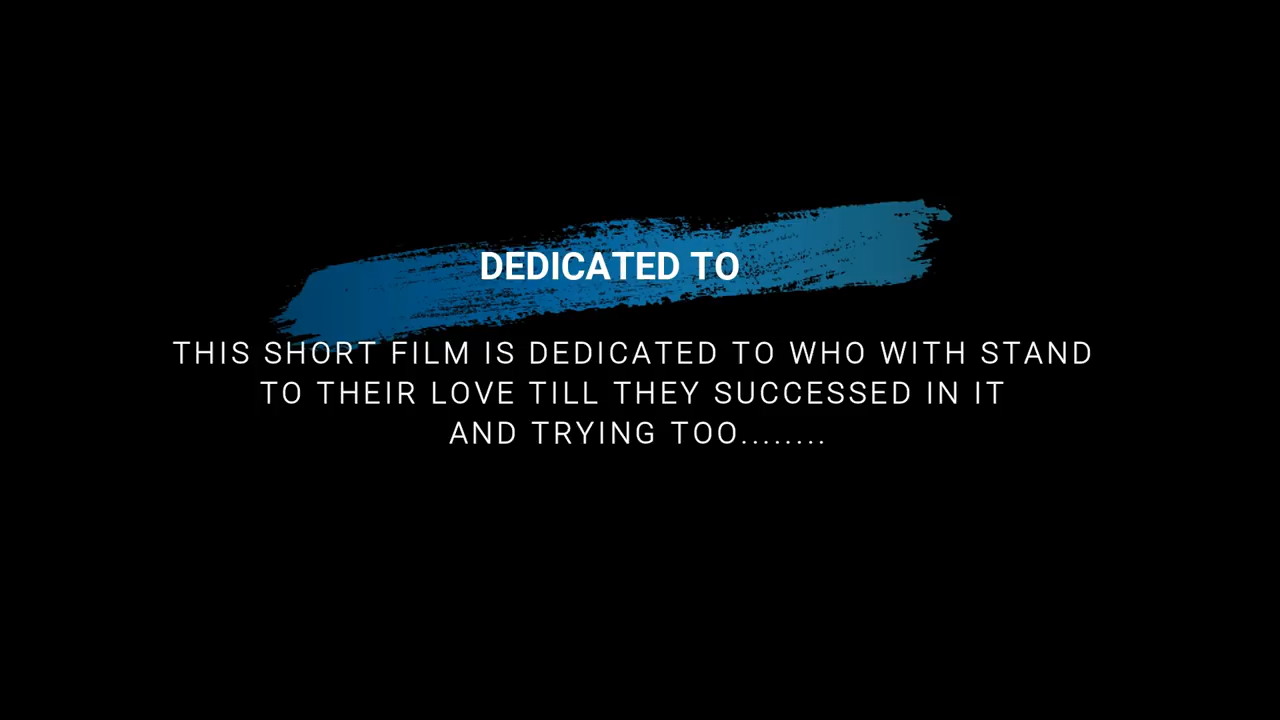 DEDICATED TO
THIS SHORT FILM IS DEDICATED TO WHO WITH STAND
TO THEIR LOVE TILL THEY SUCCESSED IN IT
AND TRYING TOO........